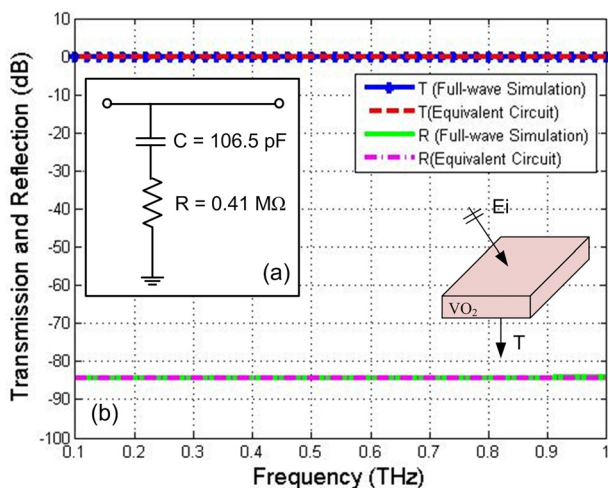 Transmission and Reflection (dB)
10
0
-10
-20
-30
-40
-50
-60
-70
-80
-90
-100
C = 106.5 pF
R = 0.41 MΩ
(a)
T (Full-wave Simulation)
T(Equivalent Circuit)
R (Full-wave Simulation)
R(Equivalent Circuit)
Ei
VO₂
T
(b)
0.1 0.2 0.3 0.4 0.5 0.6 0.7 0.8 0.9 1
Frequency (THz)